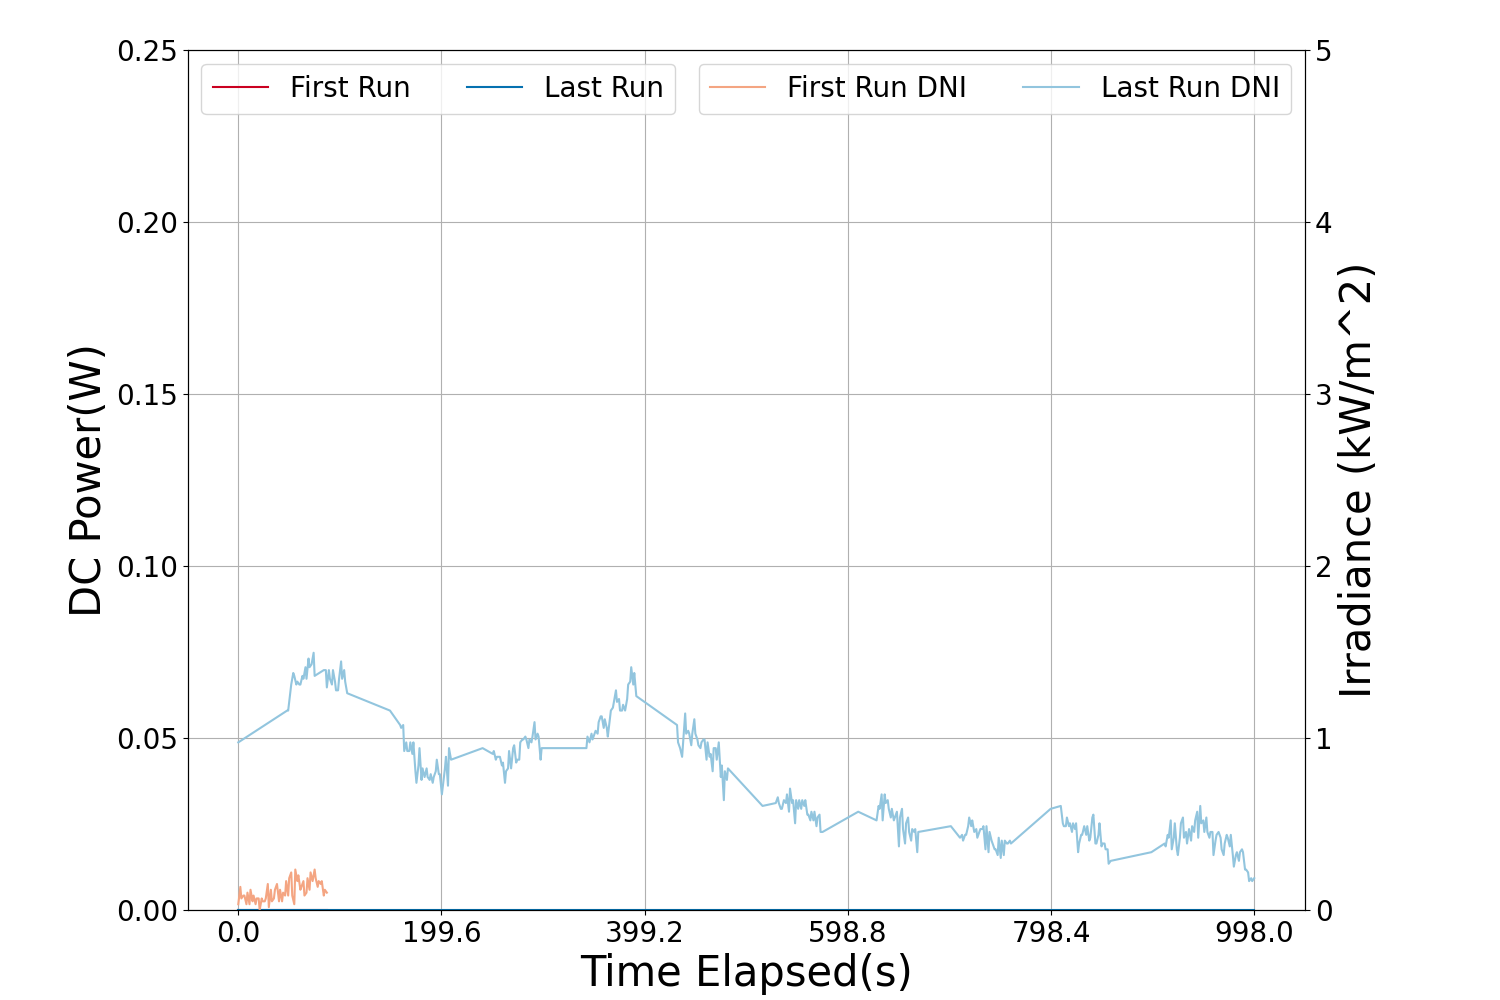 First Run
Last Run
First Run DNI
Last Run DNI
DC Power(W)
0.25
0.20
0.15
0.10
0.05
0.00
Irradiance (kW/m^2)
5
4
3
2
1
0
0.0 199.6 399.2 598.8 798.4 998.0
Time Elapsed(s)